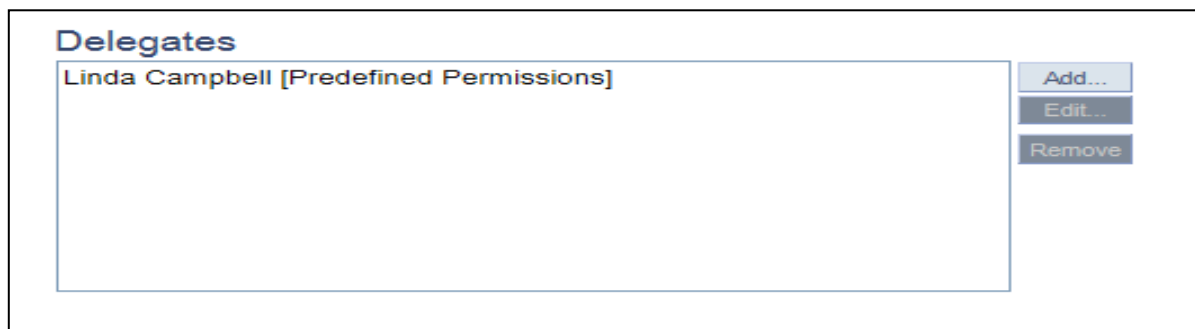 Delegates
Linda Campbell [Predefined Permissions]
Add...
Edit...
Remove